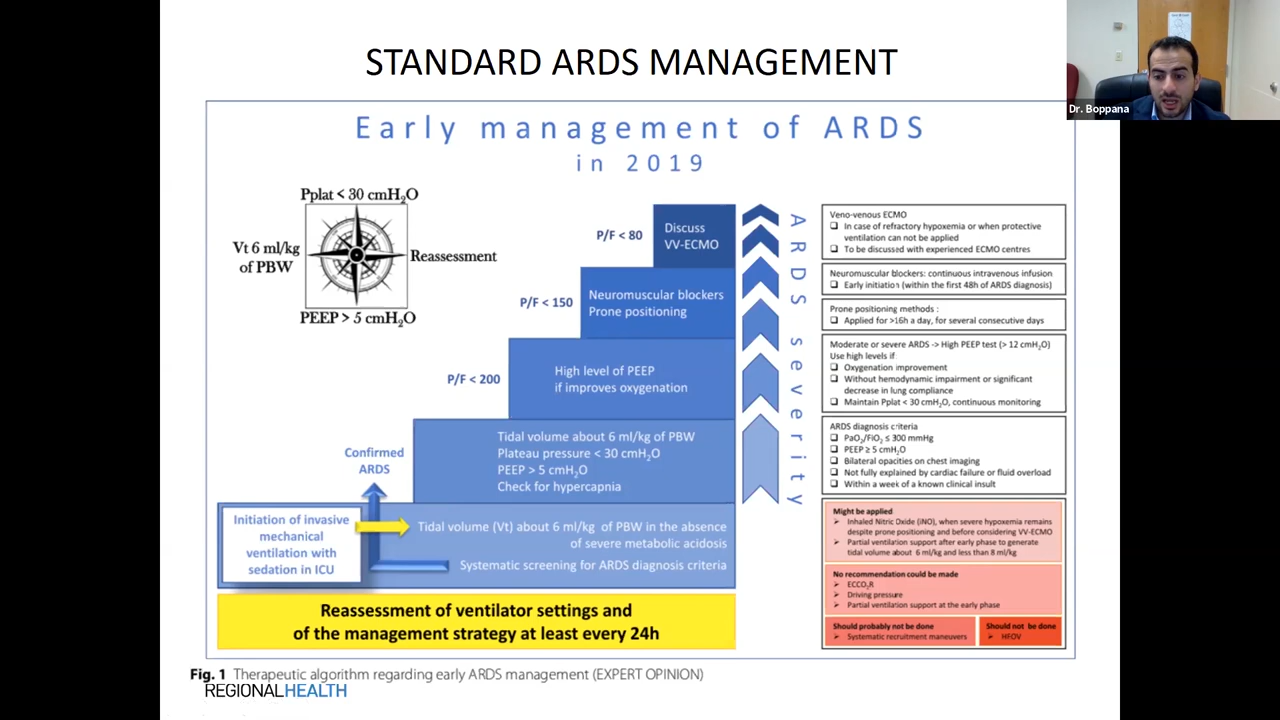 STANDARD ARDS MANAGEMENT
Dr. Boppana
Early management of ARDS
in 2019
Pplat < 30 cmH₂O
Vt 6 ml/kg
of PBW
Reassessment
PEEP > 5 cmH₂O
P/F < 80
Discuss
VV-ECMO
P/F < 150
Neuromuscular blockers
Prone positioning
P/F < 200
High level of PEEP
if improves oxygenation
Confirmed
ARDS
Tidal volume about 6 ml/kg of PBW
Plateau pressure < 30 cmH₂O
PEEP > 5 cmH₂O
Check for hypercapnia
Initiation of invasive
mechanical
ventilation with
sedation in ICU
Tidal volume (Vt) about 6 ml/kg of PBW in the absence
of severe metabolic acidosis
Systematic screening for ARDS diagnosis criteria
Reassessment of ventilator settings and
of the management strategy at least every 24h
ARDS severity
Veno-venous ECMO
❑ In case of refractory hypoxemia or when protective
ventilation can not be applied
❑ To be discussed with experienced ECMO centres
Neuromuscular blockers: continuous intravenous infusion
❑ Early initiation (within the first 48h of ARDS diagnosis)
Prone positioning methods :
❑ Applied for >16h a day, for several consecutive days
Moderate or severe ARDS -> High PEEP test (> 12 cmH₂O)
Use high levels if:
❑ Oxygenation improvement
❑ Without hemodynamic impairment or significant
decrease in lung compliance
❑ Maintain Pplat < 30 cmH₂O, continuous monitoring
ARDS diagnosis criteria
❑ PaO₂/FiO₂ ≤ 300 mmHg
❑ PEEP ≥ 5 cmH₂O
❑ Bilateral opacities on chest imaging
❑ Not fully explained by cardiac failure or fluid overload
❑ Within a week of a known clinical insult
Might be applied
➢ Inhaled Nitric Oxide (iNO), when severe hypoxemia remains
despite prone positioning and before considering VV-ECMO
➢ Partial ventilation support after early phase to generate
tidal volume about 6 ml/kg and less than 8 ml/kg
No recommendation could be made
➢ ECCO₂R
➢ Driving pressure
➢ Partial ventilation support at the early phase
Should probably not be done
➢ Systematic recruitment maneuvers
Should not be done
➢ HFOV
Fig. 1 Therapeutic algorithm regarding early ARDS management (EXPERT OPINION)
REGIONALHEALTH